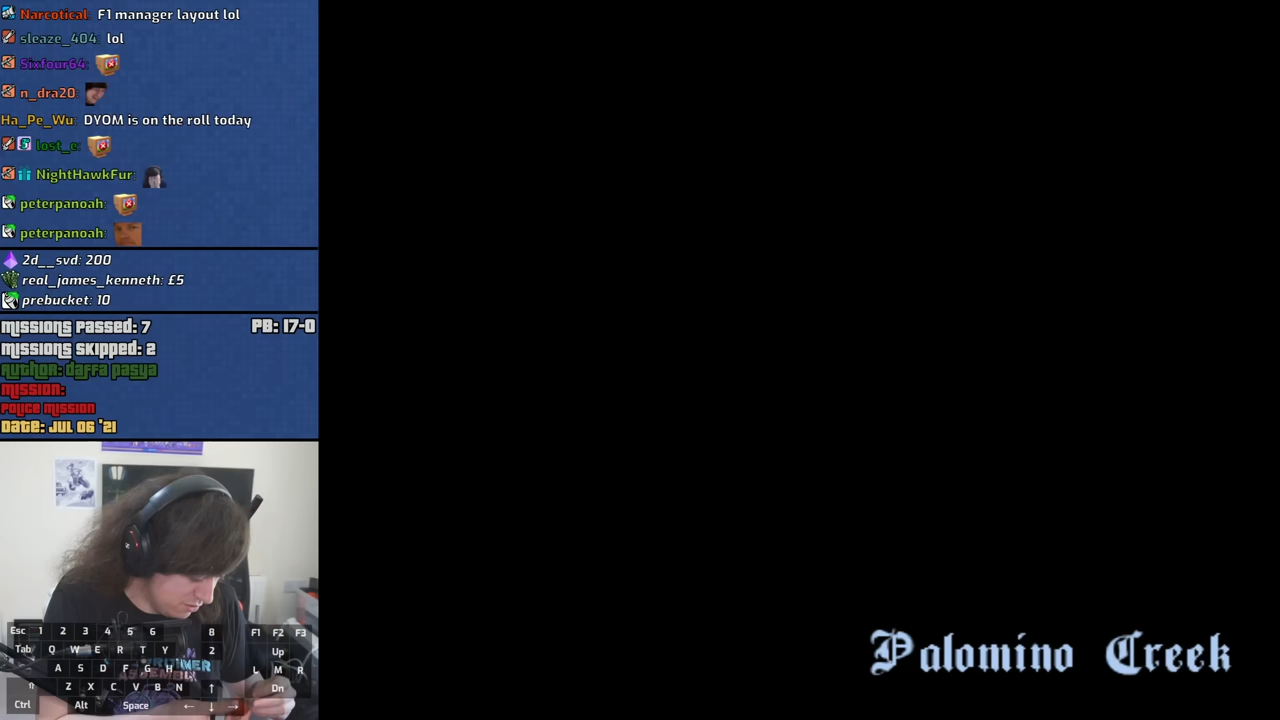 Narcotical: F1 manager layout lol
sleaze_404: lol
Sixfour64:
n_dra20:
Ha_Pe_Wu: DYOM is on the roll today
lost_e:
NightHawkFur:
peterpanoah:
peterpanoah:
2d__svd: 200
real_james_kenneth: £5
prebucket: 10
Missions Passed: 7 PB: 17-0
Missions Skipped: 2
Author: daffa pasya
Mission:
Police Mission
Date: Jul 06 '21
Esc 1 2 3 4 5 6 8 F1 F2 F3
Tab Q W E R T Y 2 Up
A S D F G H L M R
⇧ Z X C V B N ↑ Dn
Ctrl Alt Space ← ↓ →
Palomino Creek